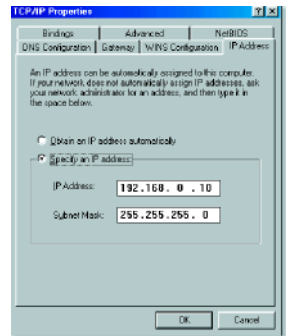 TCP/IP Properties
Bindings Advanced NetBIOS
DNS Configuration Gateway WINS Configuration IP Address
An IP address can be automatically assigned to this computer.
If your network does not automatically assign IP addresses, ask
your network administrator for an address, and then type it in
the space below.
Obtain an IP address automatically
Specify an IP address:
IP Address: 192.168. 0 .10
Subnet Mask: 255.255.255. 0
OK Cancel